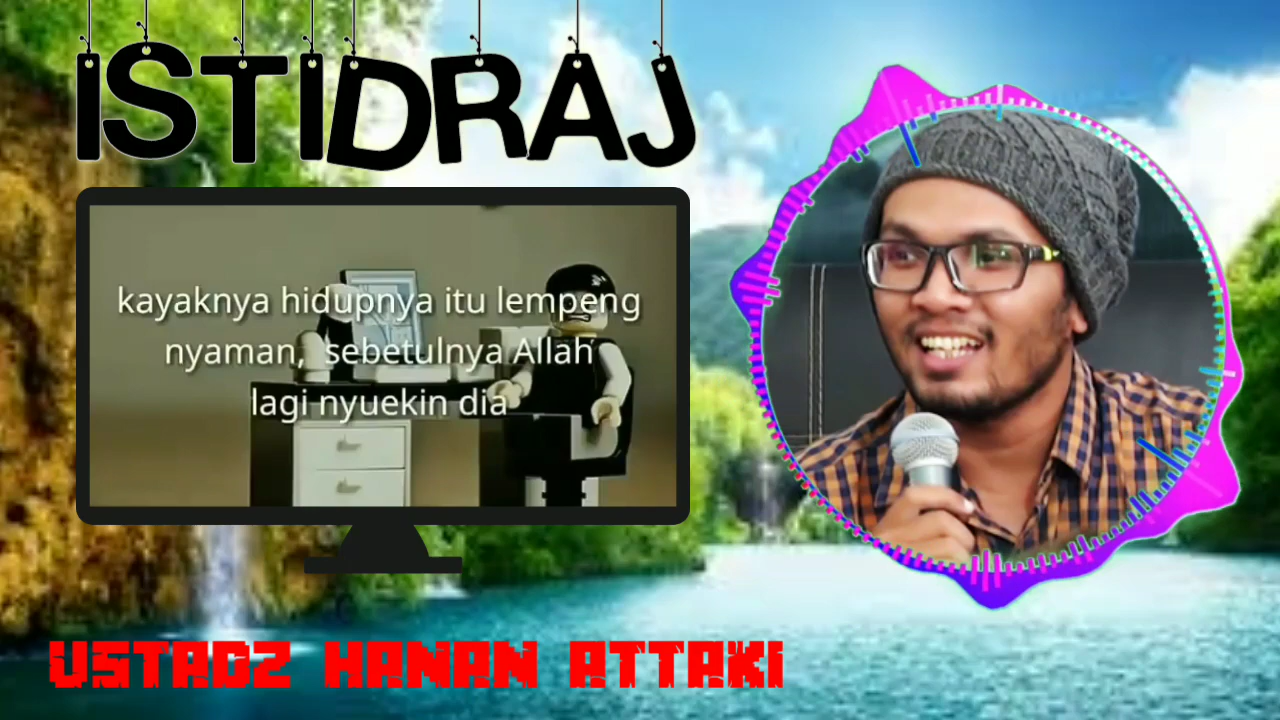 ISTIDRAJ
kayaknya hidupnya itu lempeng
nyaman, sebetulnya Allah
lagi nyuekin dia
USTADZ HANAN ATTAKI